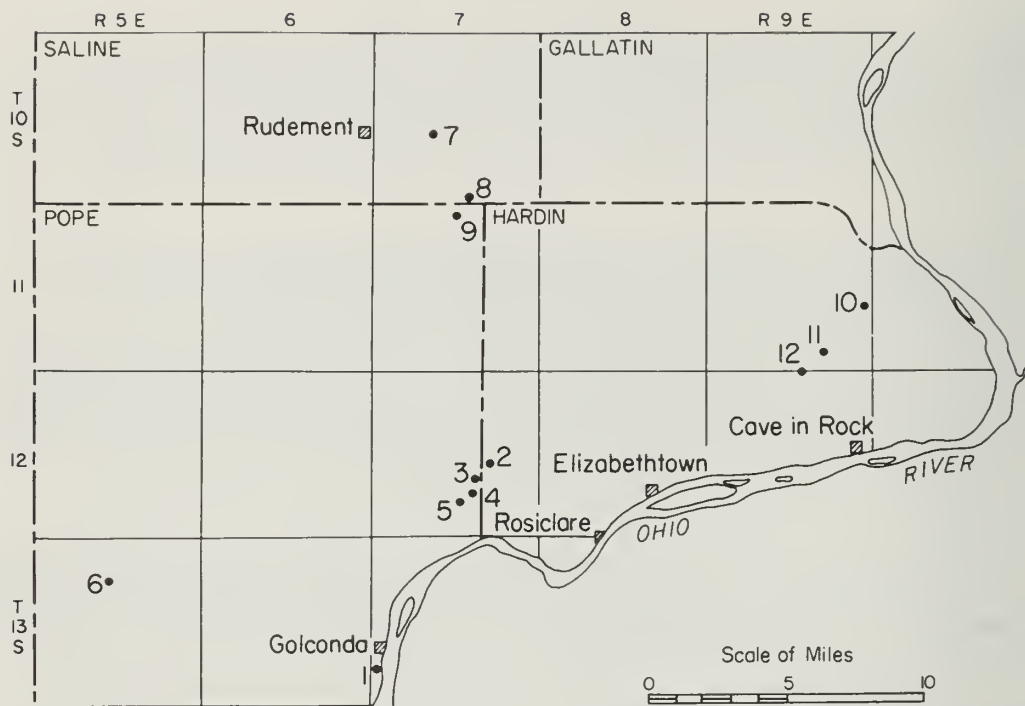 R 5 E 6 7 8 R 9 E
SALINE GALLATIN
T
10
S
Rudement 7
8
POPE HARDIN
9
11
10
11
12
Cave in Rock
12
2
Elizabethtown
3
4
5
RIVER
Rosiclare
OHIO
6
T
13
S
Golconda
1
Scale of Miles
0 5 10